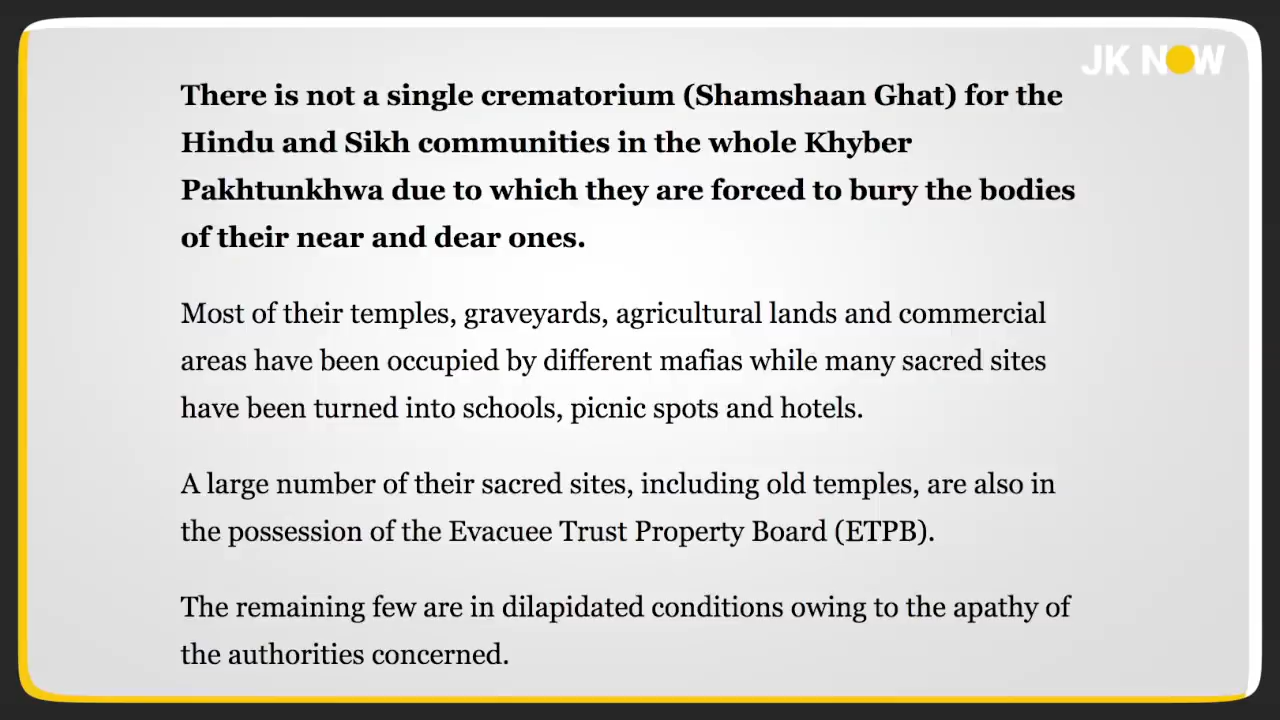 JK NOW
There is not a single crematorium (Shamshaan Ghat) for the
Hindu and Sikh communities in the whole Khyber
Pakhtunkhwa due to which they are forced to bury the bodies
of their near and dear ones.
Most of their temples, graveyards, agricultural lands and commercial
areas have been occupied by different mafias while many sacred sites
have been turned into schools, picnic spots and hotels.
A large number of their sacred sites, including old temples, are also in
the possession of the Evacuee Trust Property Board (ETPB).
The remaining few are in dilapidated conditions owing to the apathy of
the authorities concerned.